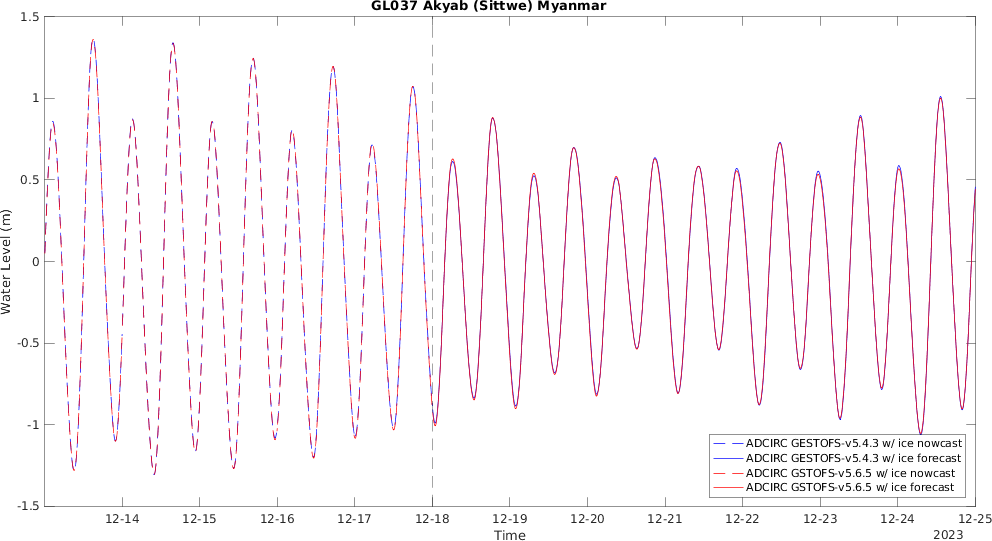 GL037 Akyab (Sittwe) Myanmar
1.5
1
0.5
0
-0.5
-1
-1.5
Water Level (m)
ADCIRC GESTOFS-v5.4.3 w/ ice nowcast
ADCIRC GESTOFS-v5.4.3 w/ ice forecast
ADCIRC GSTOFS-v5.6.5 w/ ice nowcast
ADCIRC GSTOFS-v5.6.5 w/ ice forecast
12-14 12-15 12-16 12-17 12-18 12-19 12-20 12-21 12-22 12-23 12-24 12-25
Time
2023